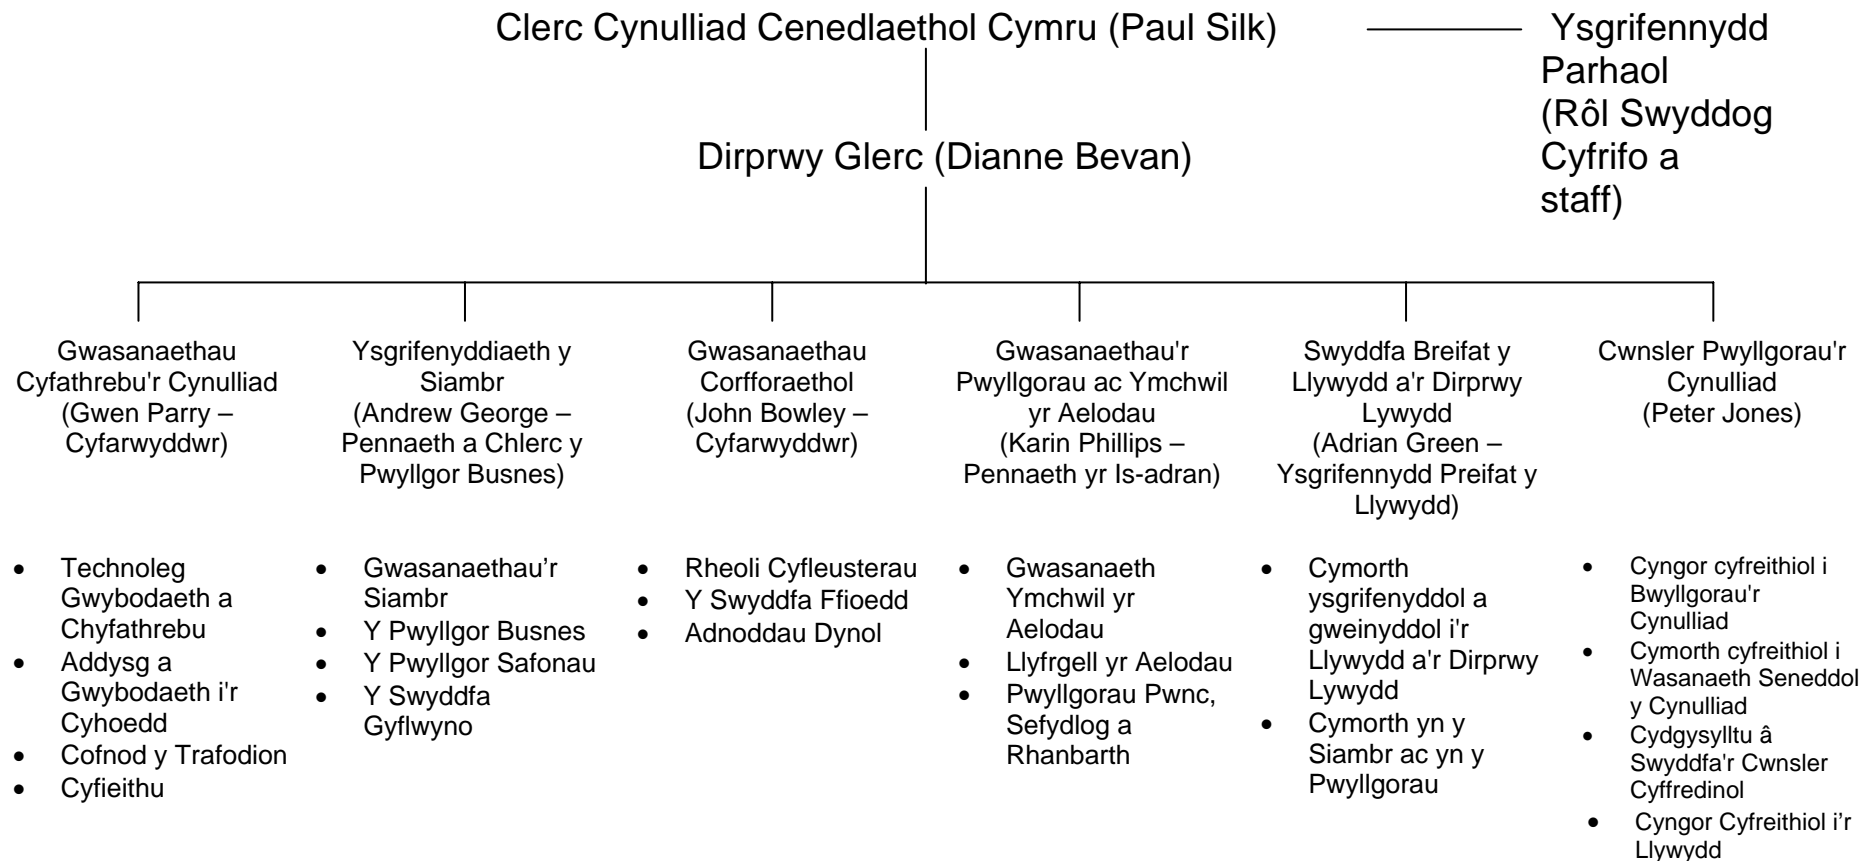 Clerc Cynulliad Cenedlaethol Cymru (Paul Silk)
Ysgrifennydd
Parhaol
(Rôl Swyddog
Cyfrifo a
staff)
Dirprwy Glerc (Dianne Bevan)
Gwasanaethau
Cyfathrebu'r Cynulliad
(Gwen Parry –
Cyfarwyddwr)
Ysgrifenyddiaeth y
Siambr
(Andrew George –
Pennaeth a Chlerc y
Pwyllgor Busnes)
Gwasanaethau
Corfforaethol
(John Bowley –
Cyfarwyddwr)
Gwasanaethau'r
Pwyllgorau ac Ymchwil
yr Aelodau
(Karin Phillips –
Pennaeth yr Is-adran)
Swyddfa Breifat y
Llywydd a'r Dirprwy
Lywydd
(Adrian Green –
Ysgrifennydd Preifat y
Llywydd)
Cwnsler Pwyllgorau'r
Cynulliad
(Peter Jones)
• Technoleg
Gwybodaeth a
Chyfathrebu
• Addysg a
Gwybodaeth i'r
Cyhoedd
• Cofnod y Trafodion
• Cyfieithu
• Gwasanaethau’r
Siambr
• Y Pwyllgor Busnes
• Y Pwyllgor Safonau
• Y Swyddfa
Gyflwyno
• Rheoli Cyfleusterau
• Y Swyddfa Ffioedd
• Adnoddau Dynol
• Gwasanaeth
Ymchwil yr
Aelodau
• Llyfrgell yr Aelodau
• Pwyllgorau Pwnc,
Sefydlog a
Rhanbarth
• Cymorth
ysgrifenyddol a
gweinyddol i'r
Llywydd a'r Dirprwy
Lywydd
• Cymorth yn y
Siambr ac yn y
Pwyllgorau
• Cyngor cyfreithiol i
Bwyllgorau'r
Cynulliad
• Cymorth cyfreithiol i
Wasanaeth Seneddol
y Cynulliad
• Cydgysylltu â
Swyddfa'r Cwnsler
Cyffredinol
• Cyngor Cyfreithiol i’r
Llywydd